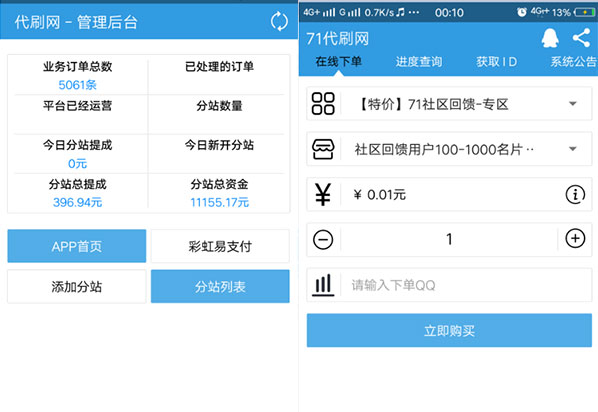 代刷网 - 管理后台
业务订单总数
已处理的订单
5061条
平台已经运营
分站数量
今日分站提成
今日新开分站
0元
分站总提成
分站总资金
396.94元
11155.17元
APP首页
彩虹易支付
添加分站
分站列表
4G+ G 0.7K/s ... 00:10 4G++ 13%
71代刷网
在线下单
进度查询
获取ID
系统公告
【特价】71社区回馈-专区
社区回馈用户100-1000名片··
¥
¥ 0.01元
1
请输入下单QQ
立即购买